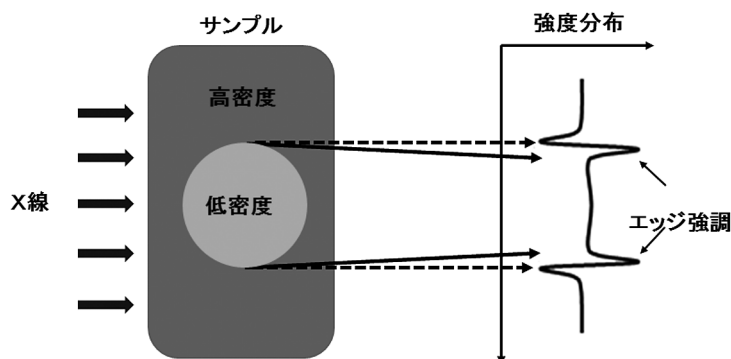 サンプル
強度分布
高密度
X線
低密度
エッジ強調